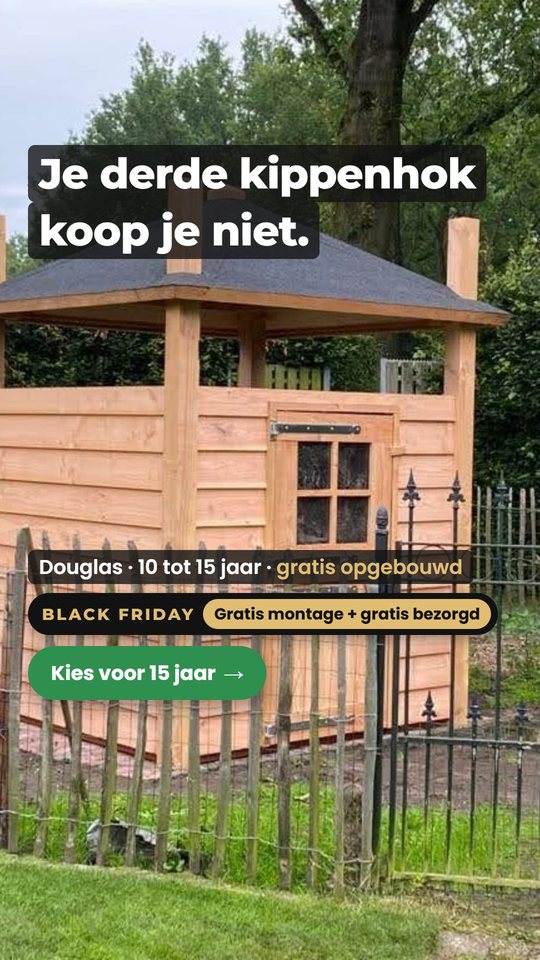 Je derde kippenhok
koop je niet.
Douglas · 10 tot 15 jaar · gratis opgebouwd
BLACK FRIDAY Gratis montage + gratis bezorgd
Kies voor 15 jaar →